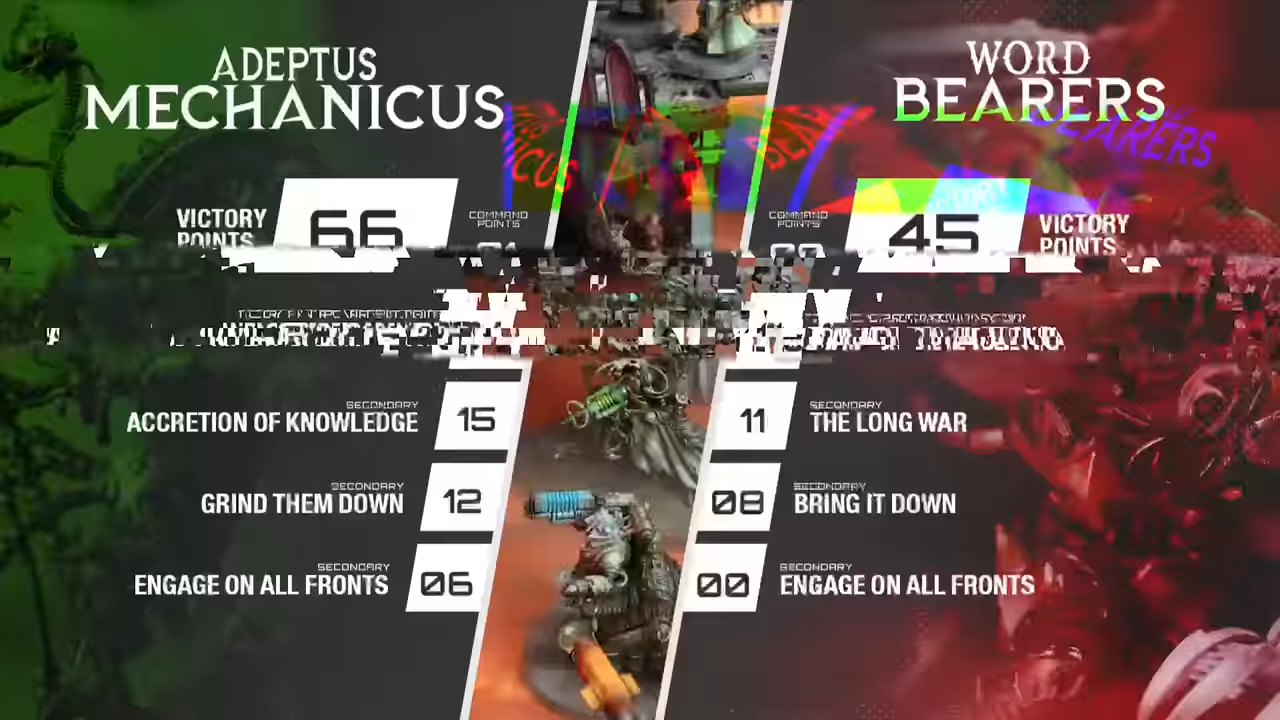 ADEPTUS
MECHANICUS
VICTORY
POINTS
66
COMMAND
POINTS
SECONDARY
ACCRETION OF KNOWLEDGE
15
SECONDARY
GRIND THEM DOWN
12
SECONDARY
ENGAGE ON ALL FRONTS
06
WORD
BEARERS
BEARERS
COMMAND
POINTS
45
VICTORY
POINTS
11
SECONDARY
THE LONG WAR
08
SECONDARY
BRING IT DOWN
00
SECONDARY
ENGAGE ON ALL FRONTS